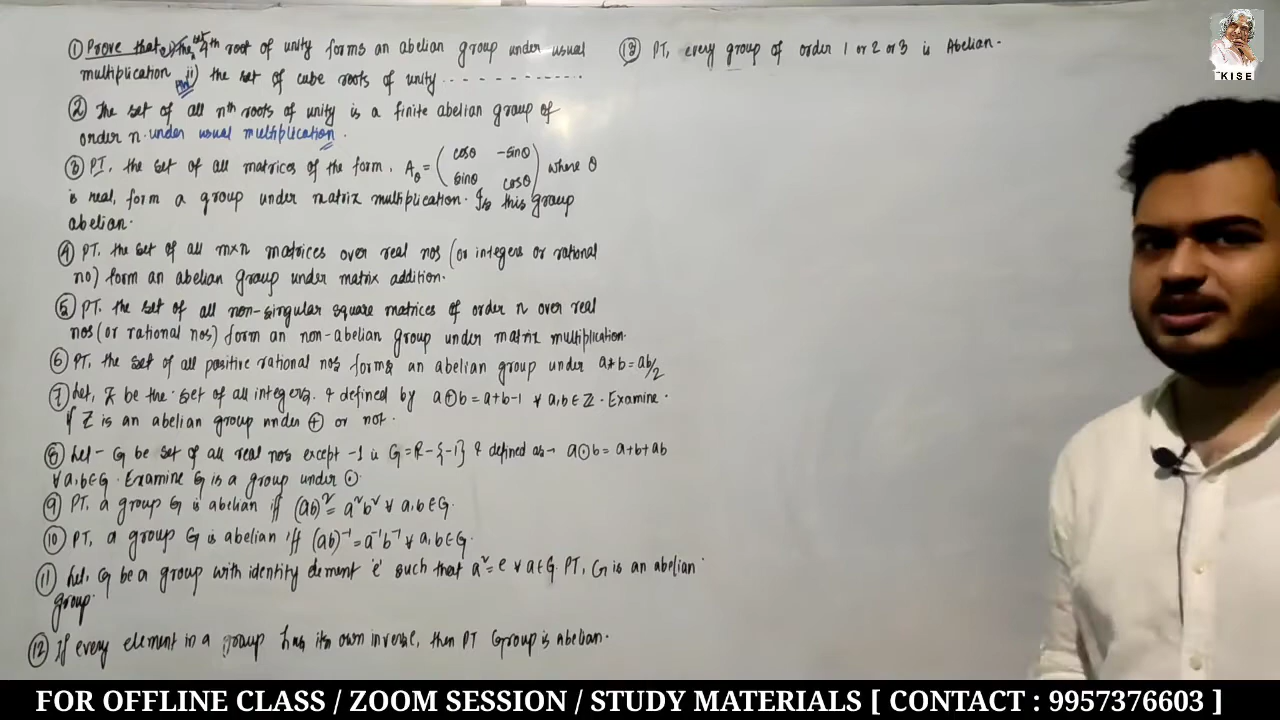 ① Prove that i) The set 4th root of unity forms an abelian group under usual
multiplication ii) the set of cube roots of unity - - - - - - - - - - -
② The set of all nth roots of unity is a finite abelian group of
order n. under usual multiplication.
③ PT, the set of all matrices of the form. Aθ = (cosθ -sinθ
sinθ cosθ) where θ
is real, form a group under matrix multiplication. Is this group
abelian.
④ PT, the set of all m×n matrices over real nos (or integers or rational
no) form an abelian group under matrix addition.
⑤ PT. the set of all non-singular square matrices of order n over real
nos (or rational nos) form an non-abelian group under matrix multiplication.
⑥ PT, the set of all positive rational nos forms an abelian group under a*b = ab/2
⑦ Let, Z be the set of all integers. & defined by a⊕b = a+b-1 ∀ a,b∈Z. Examine.
if Z is an abelian group under ⊕ or not.
⑧ Let- G be set of all real nos except -1 is G=R-{-1} & defined as→ a⊙b = a+b+ab
∀ a,b∈G. Examine G is a group under ⊙.
⑨ PT, a group G is abelian iff (ab)² = a²b² ∀ a,b∈G.
⑩ PT, a group G is abelian iff (ab)⁻¹ = a⁻¹b⁻¹ ∀ a,b∈G.
⑪ Let, G be a group with identity element 'e' such that a² = e ∀ a∈G. PT, G is an abelian
group.
⑫ If every element in a group has its own inverse, then PT Group is Abelian.
⑬ PT, every group of order 1 or 2 or 3 is Abelian.
KISE
FOR OFFLINE CLASS / ZOOM SESSION / STUDY MATERIALS [ CONTACT : 9957376603 ]